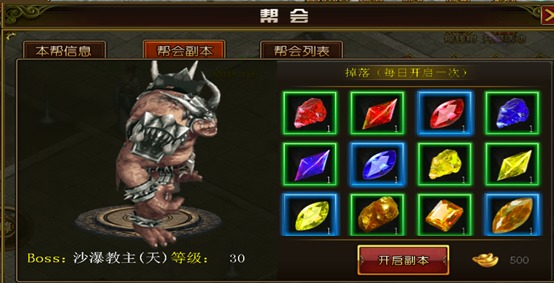 帮 会
本帮信息 帮会副本 帮会列表
掉落(每日开启一次)
1 1 1 1
1 1 1 1
1 1 1 1
Boss: 沙瀑教主(天)等级: 30
开启副本 500